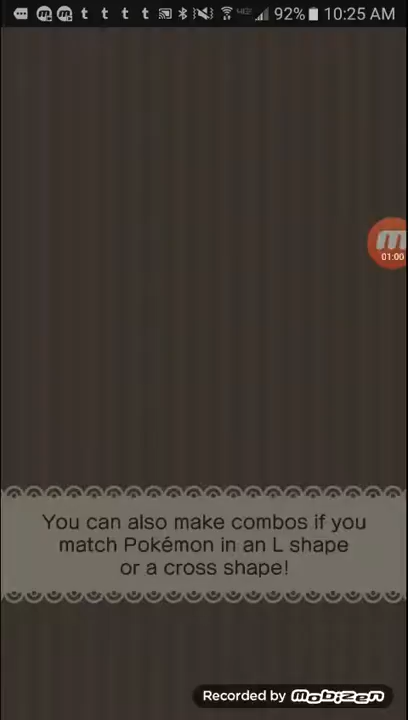 t t t t 92% 10:25 AM
01:00
You can also make combos if you
match Pokémon in an L shape
or a cross shape!
Recorded by mobizen